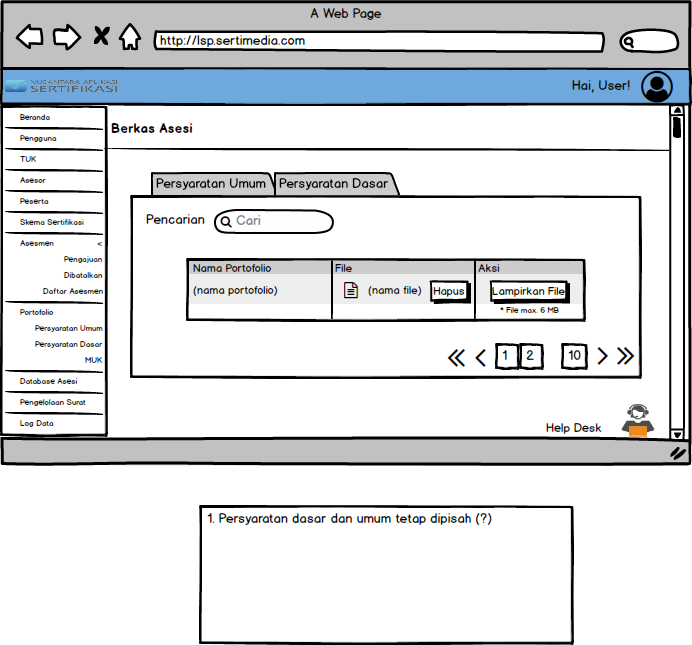 A Web Page
http://lsp.sertimedia.com
NUSANTARA APLIKASI
SERTIFIKASI
Hai, User!
Beranda
Pengguna
TUK
Asesor
Peserta
Skema Sertifikasi
Asesmen <
Pengajuan
Dibatalkan
Daftar Asesmen
Portofolio
Persyaratan Umum
Persyaratan Dasar
MUK
Database Asesi
Pengelolaan Surat
Log Data
Berkas Asesi
Persyaratan Umum Persyaratan Dasar
Pencarian Cari
Nama Portofolio File Aksi
(nama portofolio) (nama file) Hapus Lampirkan File
* File max. 6 MB
1 2 10
Help Desk
1. Persyaratan dasar dan umum tetap dipisah (?)